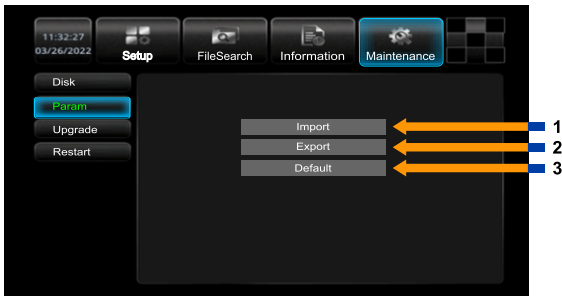 11:32:27
03/26/2022
Setup
FileSearch
Information
Maintenance
Disk
Param
Upgrade
Restart
Import
1
Export
2
Default
3